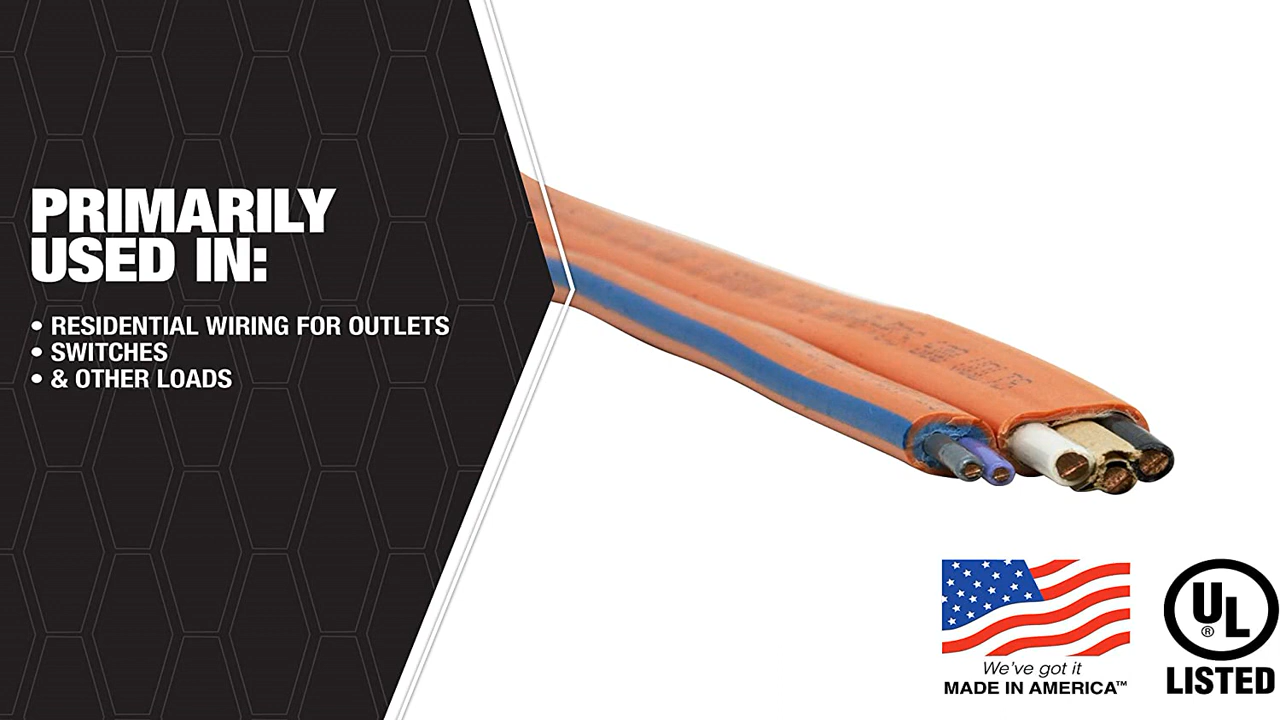 PRIMARILY
USED IN:
• RESIDENTIAL WIRING FOR OUTLETS
• SWITCHES
• & OTHER LOADS
We've got it
MADE IN AMERICA™
UL
®
LISTED